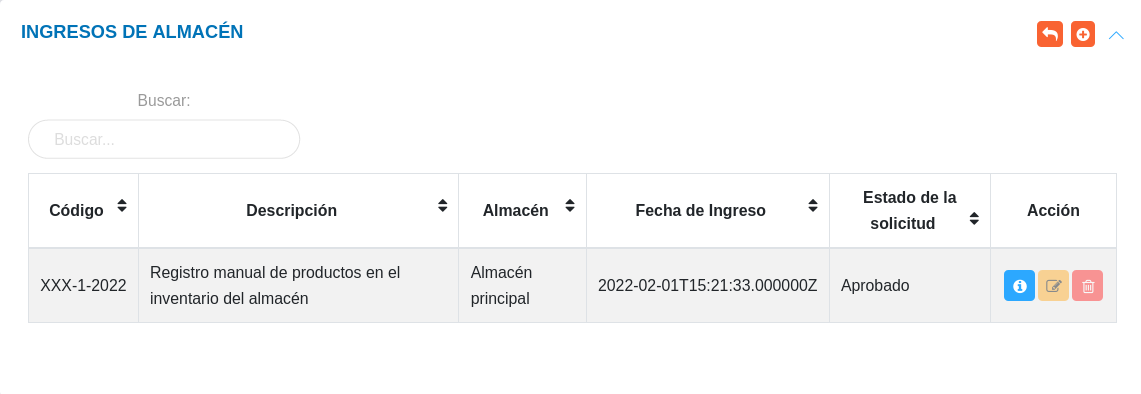 INGRESOS DE ALMACÉN
Buscar:
Buscar...
Código
Descripción
Almacén
Fecha de Ingreso
Estado de la
solicitud
Acción
XXX-1-2022
Registro manual de productos en el
inventario del almacén
Almacén
principal
2022-02-01T15:21:33.000000Z
Aprobado